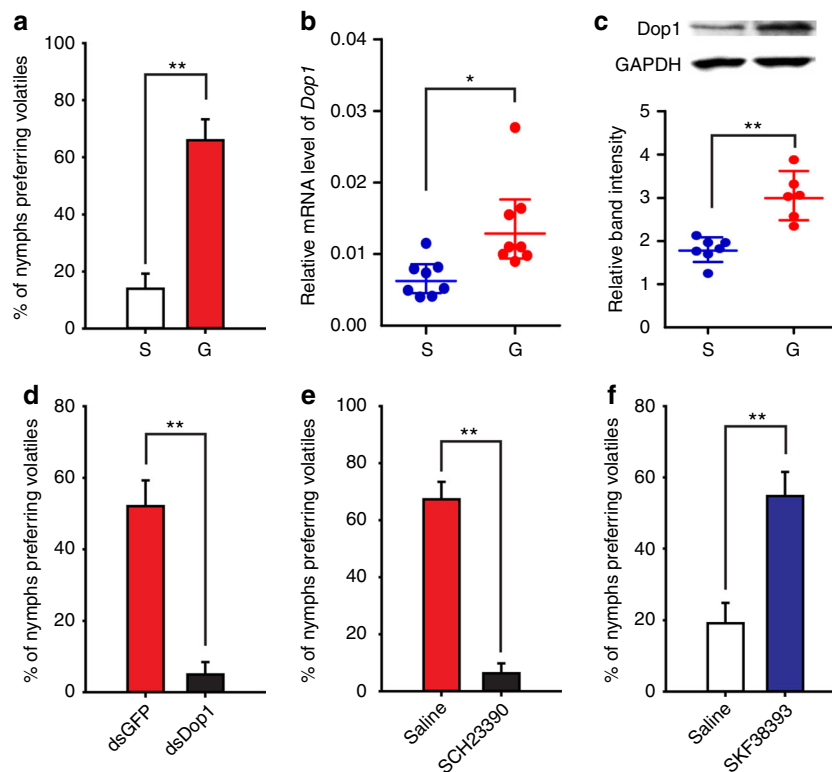 a
% of nymphs preferring volatiles
100
80
60
40
20
0
**
S
G
b
Relative mRNA level of Dop1
0.04
0.03
0.02
0.01
0.00
*
S
G
c
Dop1
GAPDH
Relative band intensity
5
4
3
2
1
0
**
S
G
d
% of nymphs preferring volatiles
80
60
40
20
0
**
dsGFP
dsDop1
e
% of nymphs preferring volatiles
100
80
60
40
20
0
**
Saline
SCH23390
f
% of nymphs preferring volatiles
80
60
40
20
0
**
Saline
SKF38393